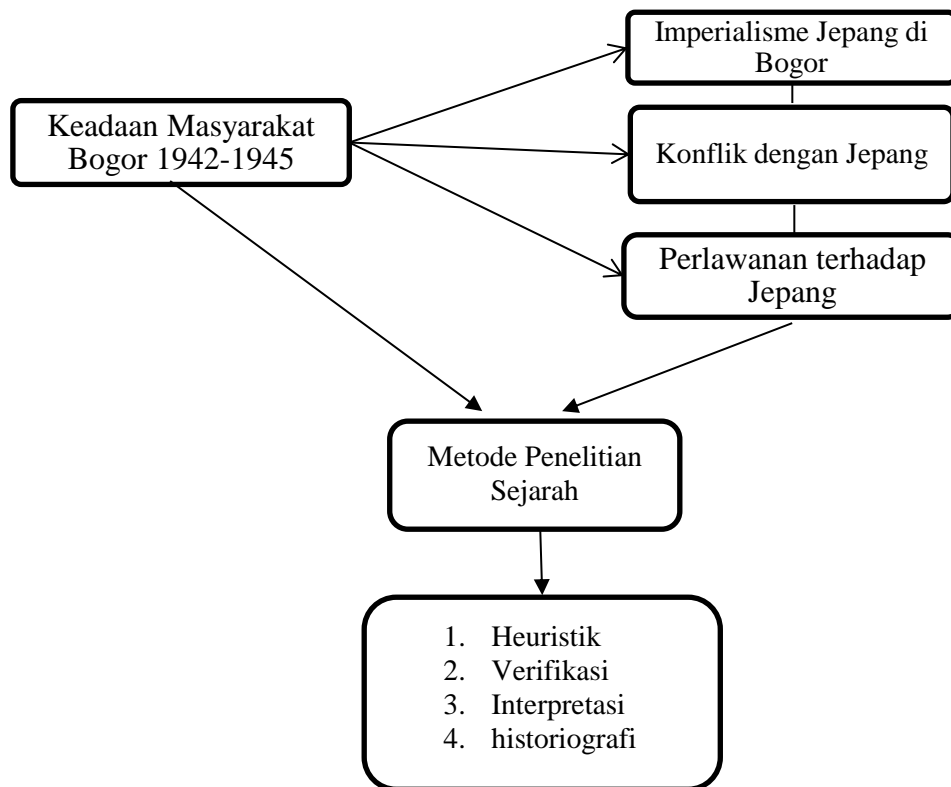 Imperialisme Jepang di
Bogor
Keadaan Masyarakat
Bogor 1942-1945
Konflik dengan Jepang
Perlawanan terhadap
Jepang
Metode Penelitian
Sejarah
1. Heuristik
2. Verifikasi
3. Interpretasi
4. historiografi